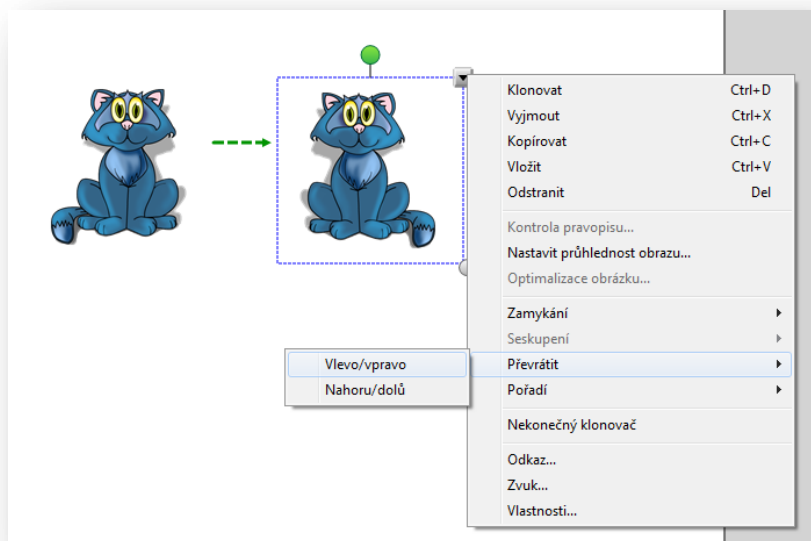 Klonovat Ctrl+D
Vyjmout Ctrl+X
Kopírovat Ctrl+C
Vložit Ctrl+V
Odstranit Del
Kontrola pravopisu...
Nastavit průhlednost obrazu...
Optimalizace obrázku...
Zamykání
Seskupení
Převrátit
Vlevo/vpravo
Nahoru/dolů
Pořadí
Nekonečný klonovač
Odkaz...
Zvuk...
Vlastnosti...